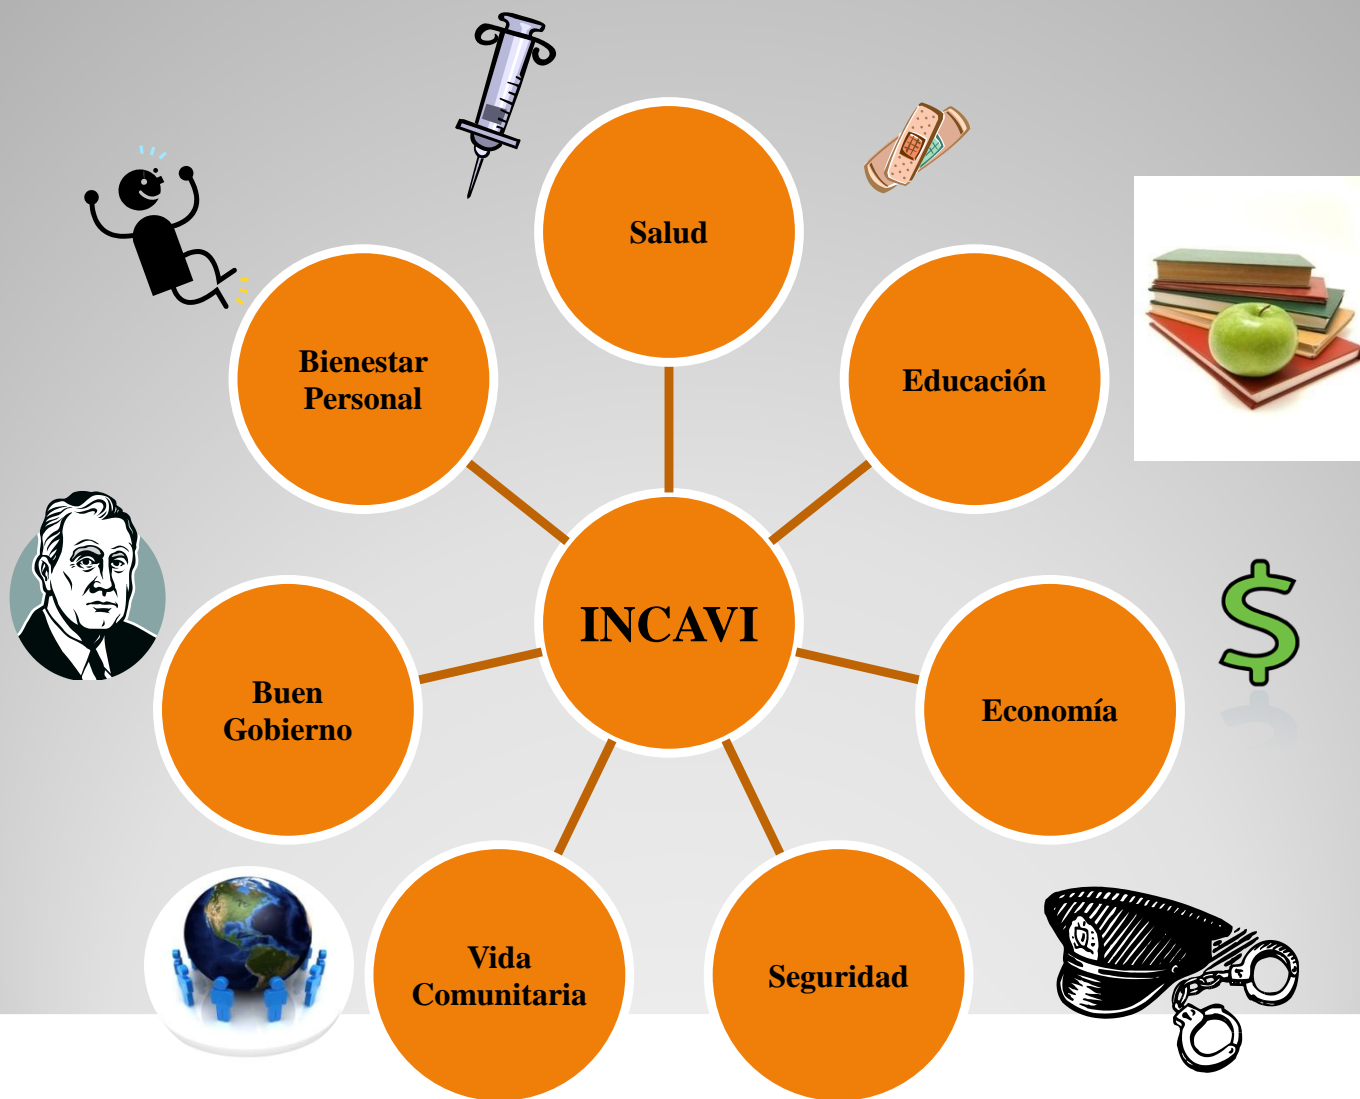 Salud
Educación
Economía
Seguridad
Vida
Comunitaria
Buen
Gobierno
Bienestar
Personal
INCAVI
$